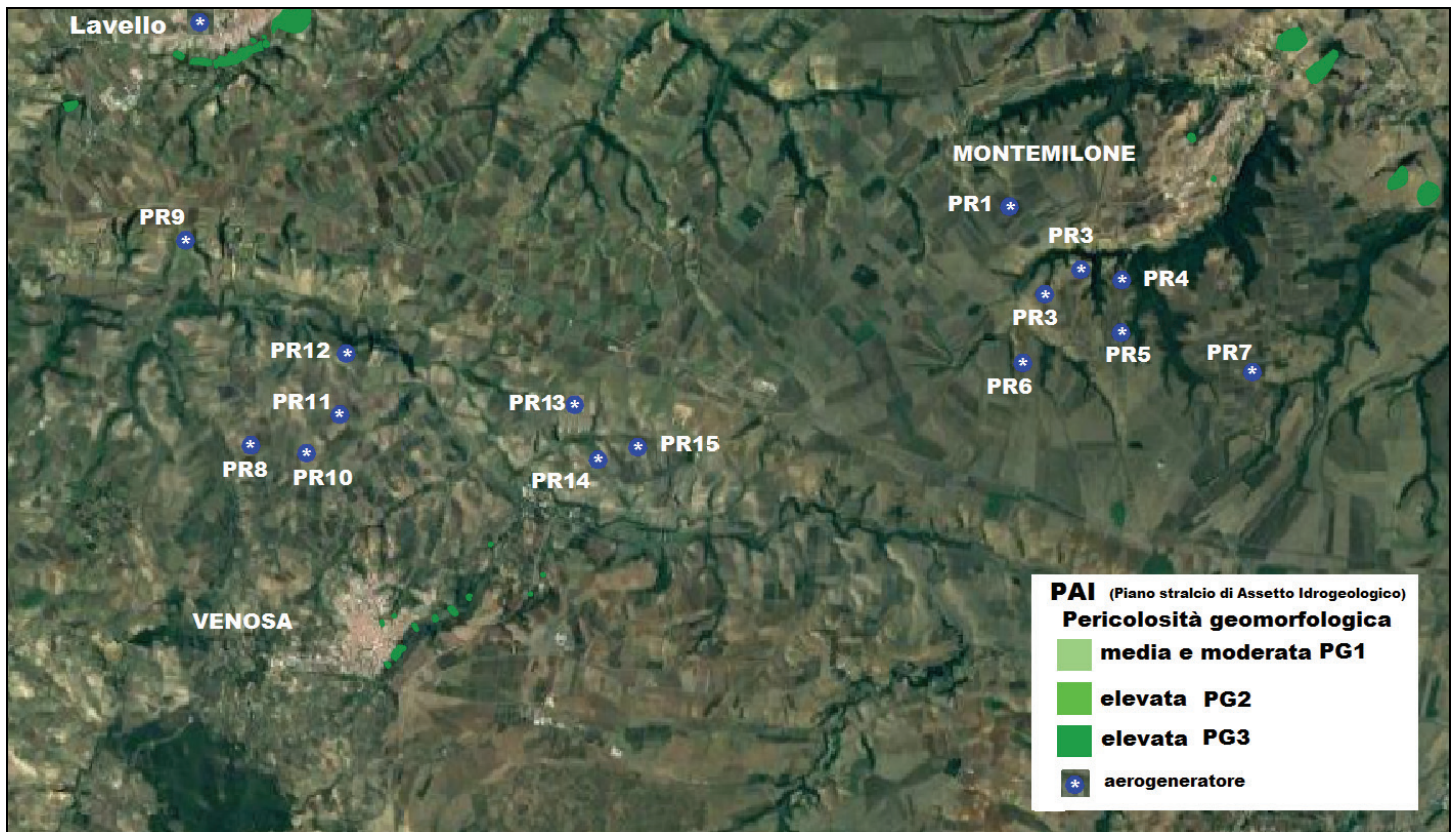 Lavello
MONTEMILONE
PR1
PR9
PR3
PR4
PR3
PR12
PR5
PR7
PR6
PR11
PR13
PR15
PR8
PR10
PR14
VENOSA
PAI (Piano stralcio di Assetto Idrogeologico)
Pericolosità geomorfologica
media e moderata PG1
elevata PG2
elevata PG3
aerogeneratore